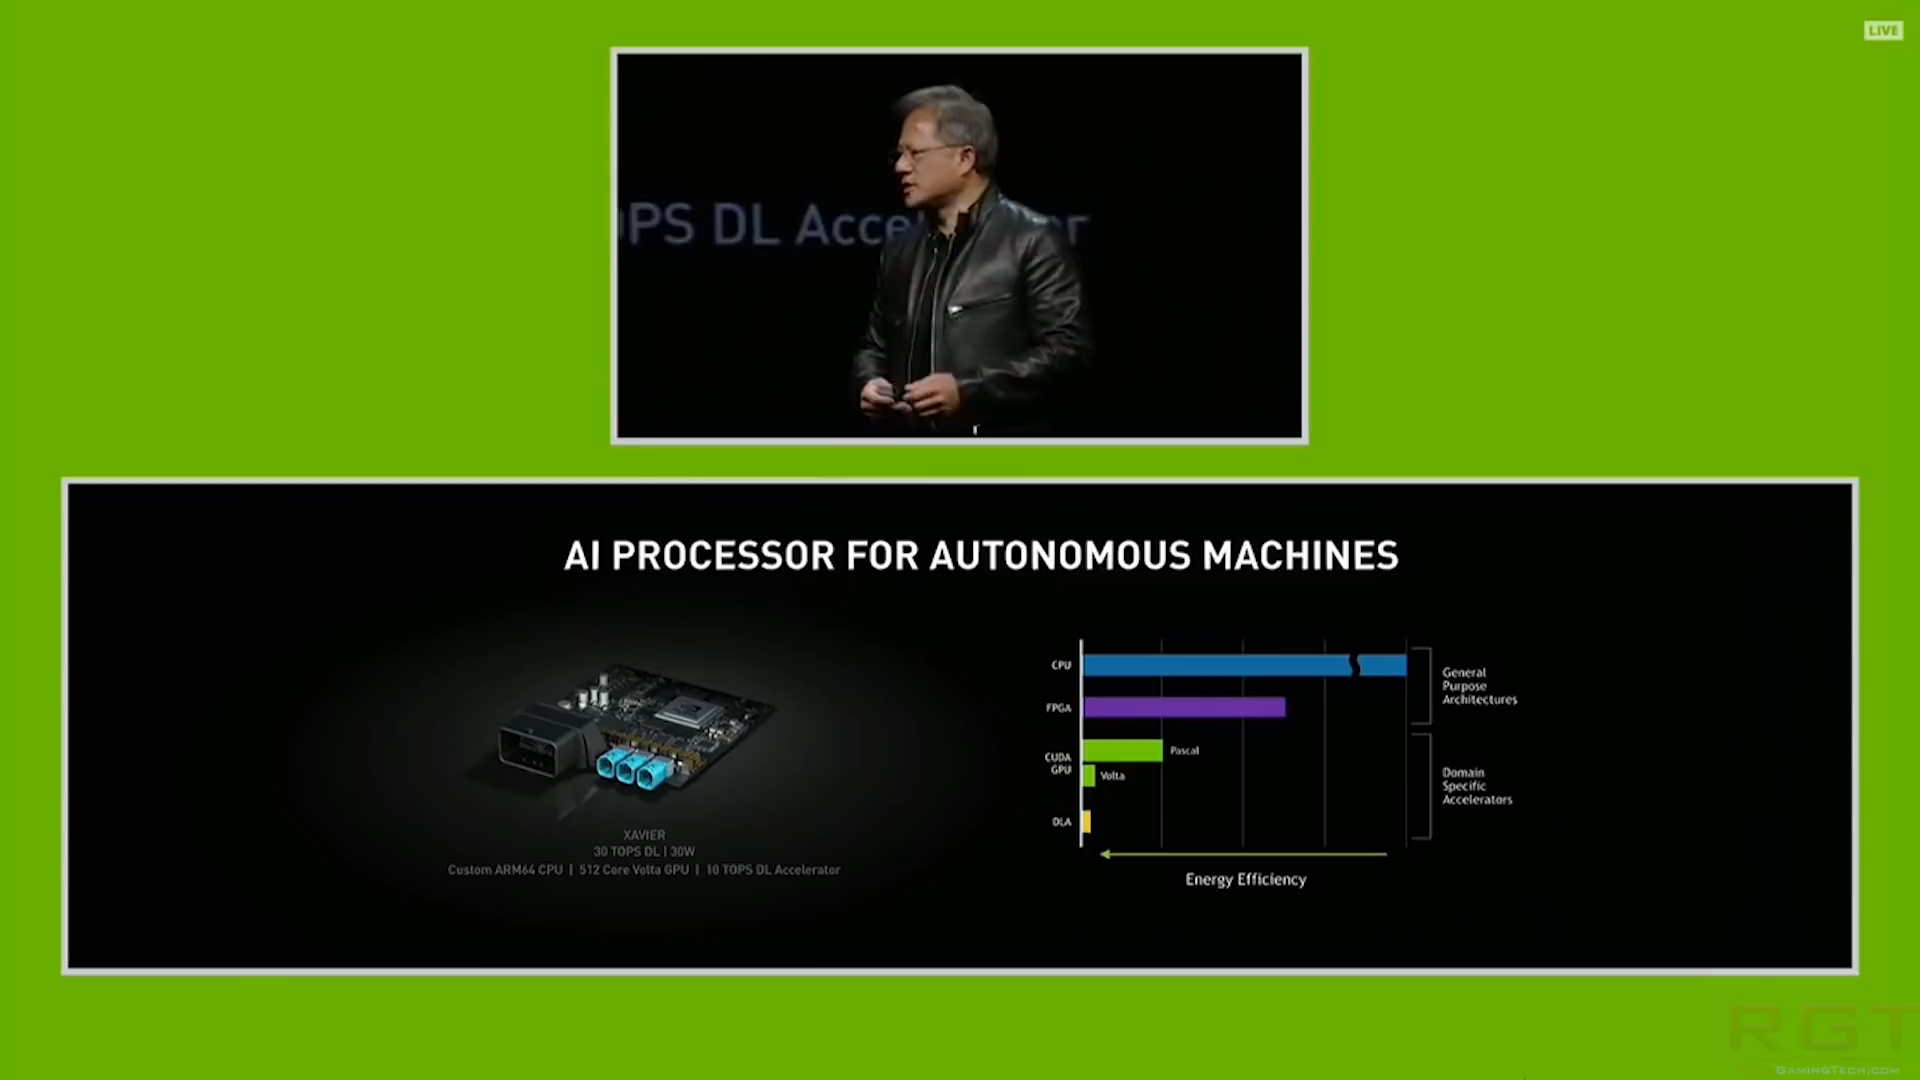 LIVE
OPS DL Acce r
AI PROCESSOR FOR AUTONOMOUS MACHINES
XAVIER
30 TOPS DL | 30W
Custom ARM64 CPU | 512 Core Volta GPU | 10 TOPS DL Accelerator
CPU
FPGA
CUDA
GPU
Pascal
Volta
DLA
General
Purpose
Architectures
Domain
Specific
Accelerators
Energy Efficiency
RGT
GAMINGTECH.COM